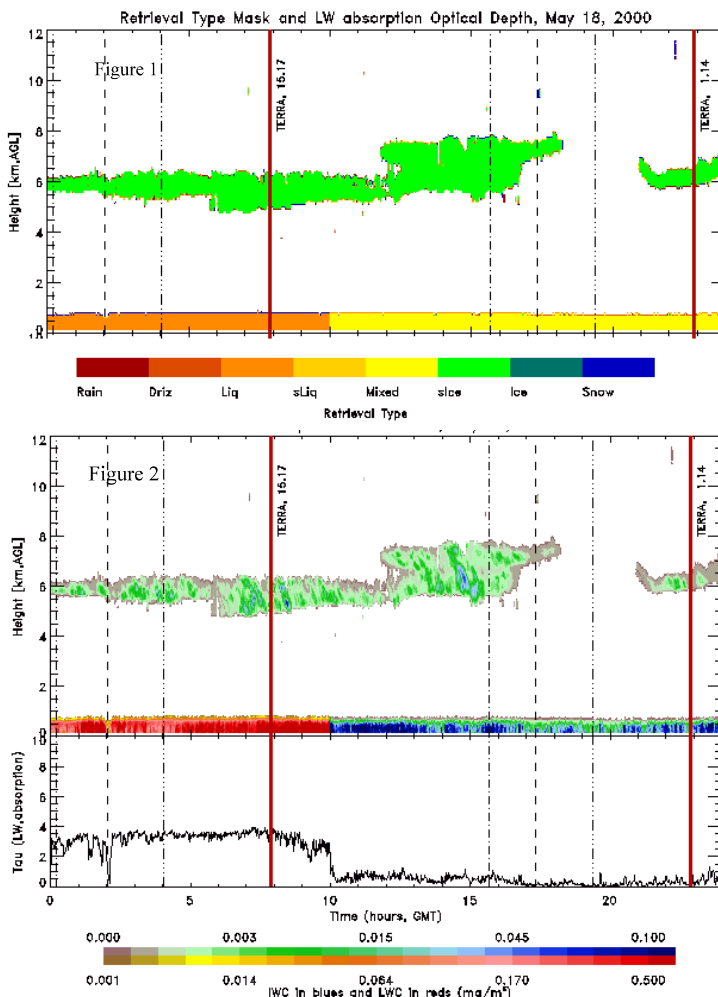 Retrieval Type Mask and LW absorption Optical Depth, May 18, 2000
12
Figure 1
10
8
6
4
2
0
Height [km,AGL]
TERRA, 15.17
TERRA, 1.14
Rain Driz Liq sLiq Mixed sIce Ice Snow
Retrieval Type
12
Figure 2
10
8
6
4
2
0
Height [km,AGL]
TERRA, 15.17
TERRA, 1.14
10
8
6
4
2
0
Tau (LW,absorption)
0 5 10 15 20
Time (hours, GMT)
0.000 0.003 0.015 0.045 0.100
0.001 0.014 0.064 0.170 0.500
IWC in blues and LWC in reds (mg/m³)